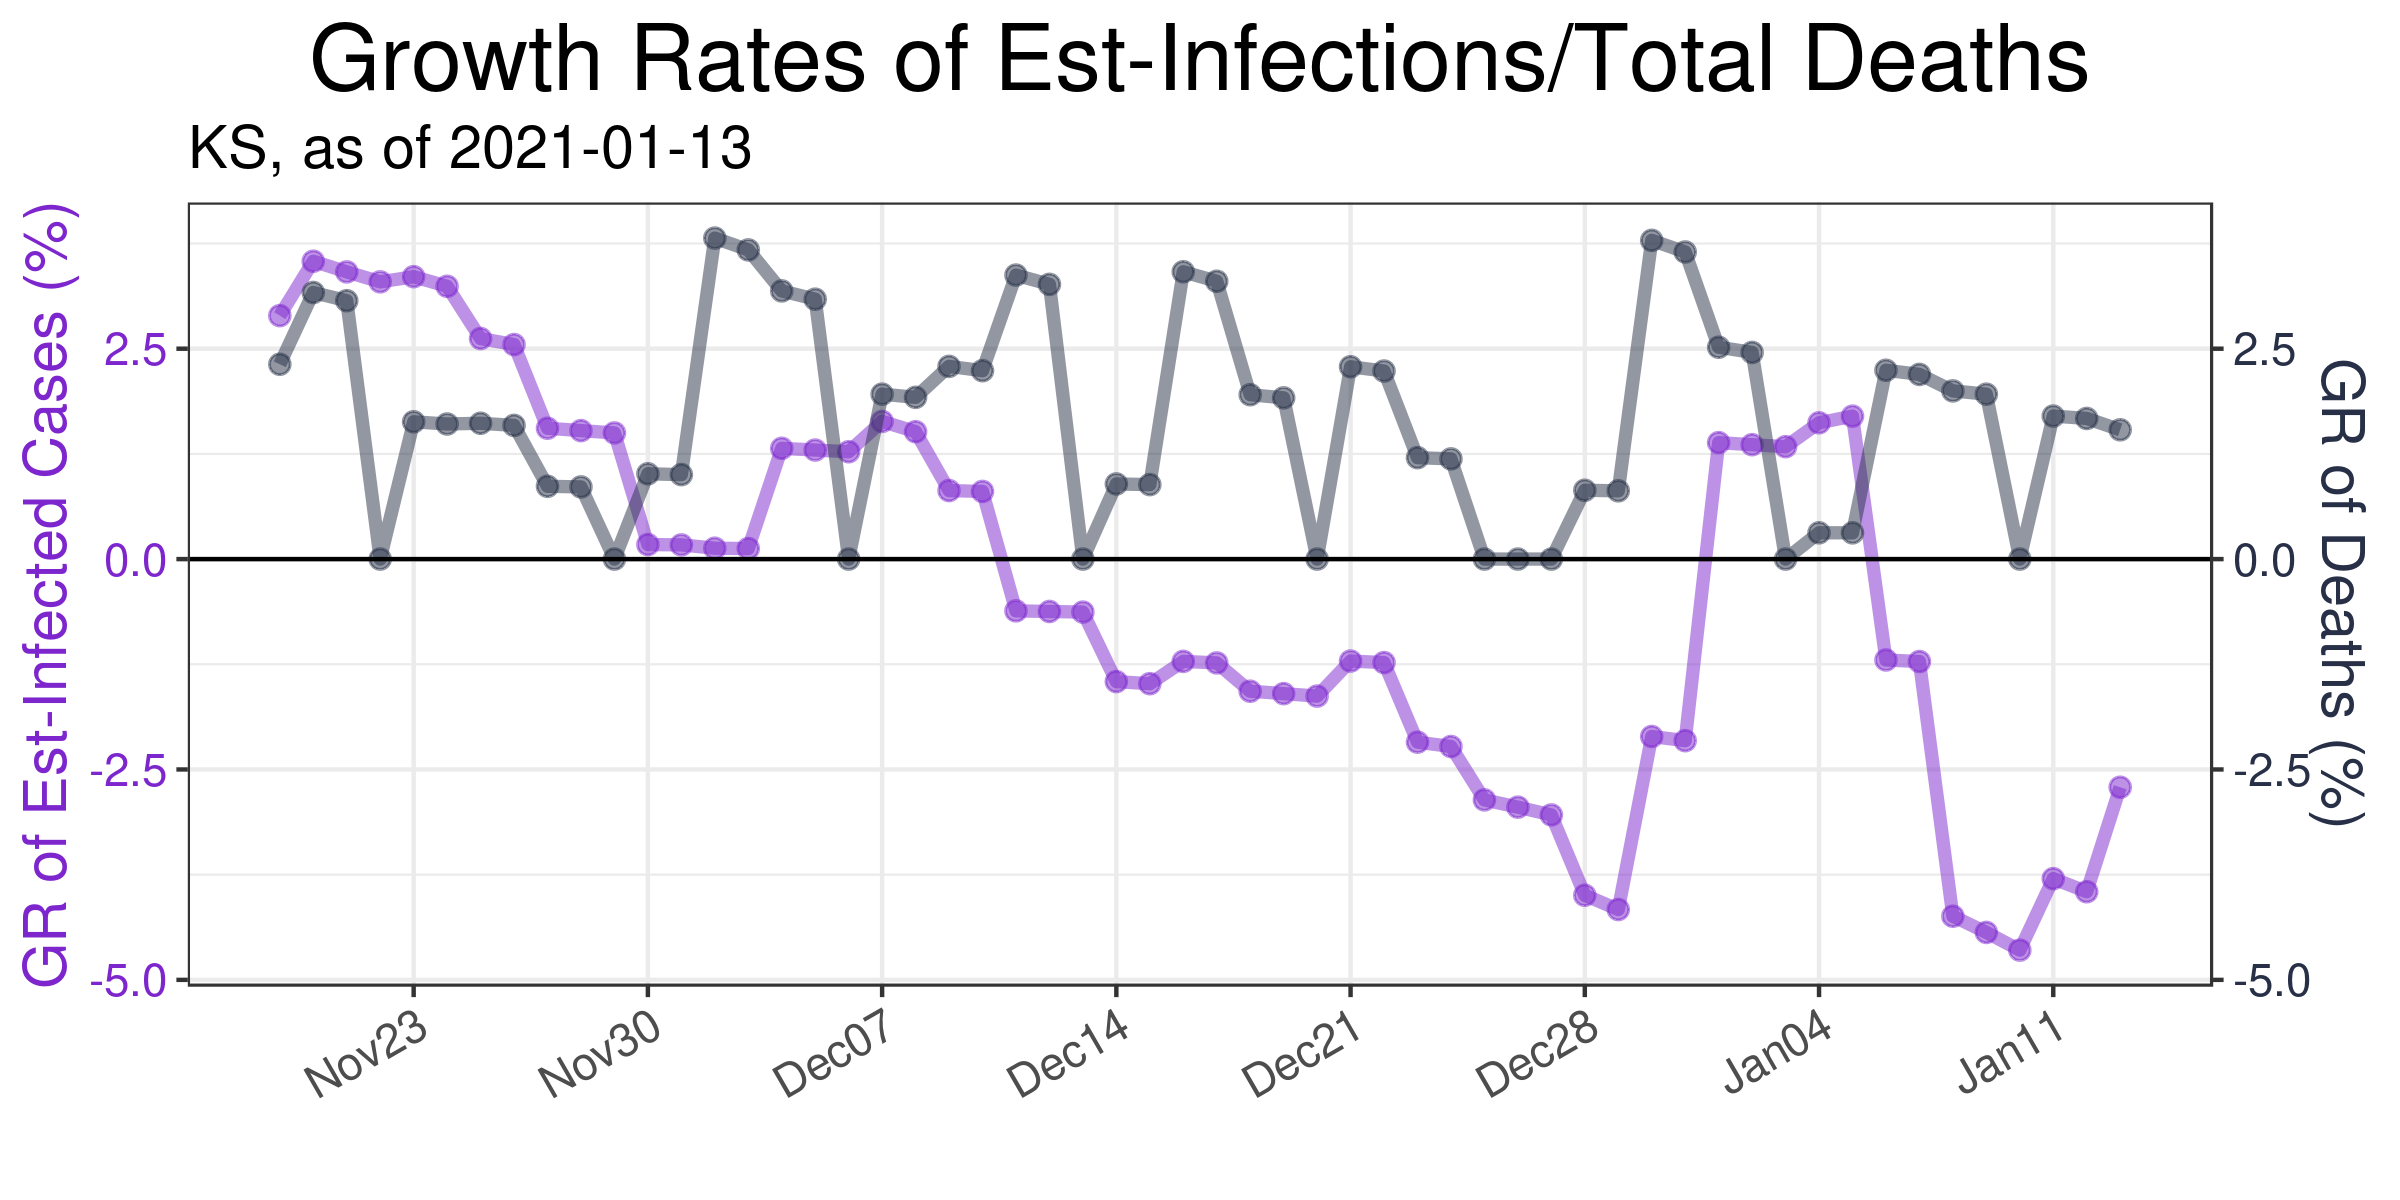 Growth Rates of Est-Infections/Total Deaths
KS, as of 2021-01-13
GR of Est-Infected Cases (%)
2.5
0.0
-2.5
-5.0
2.5
0.0
-2.5
-5.0
GR of Deaths (%)
Nov23
Nov30
Dec07
Dec14
Dec21
Dec28
Jan04
Jan11